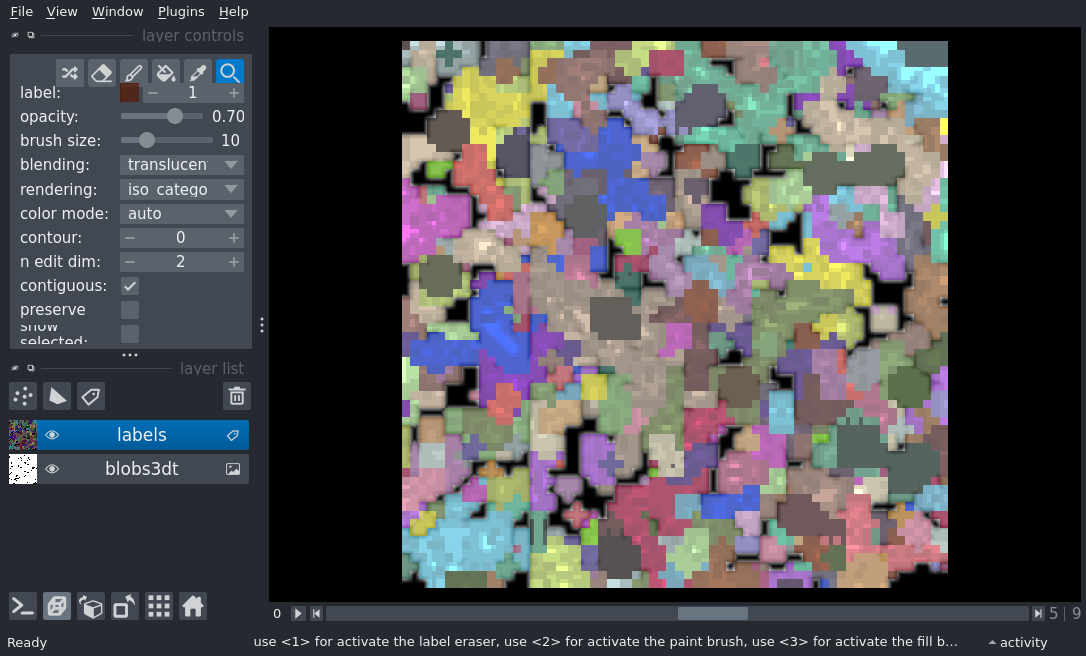 File View Window Plugins Help
layer controls
label: 1
opacity: 0.70
brush size: 10
blending: translucen
rendering: iso catego
color mode: auto
contour: 0
n edit dim: 2
contiguous:
preserve
show
selected:
layer list
labels
blobs3dt
0 5 | 9
Ready use <1> for activate the label eraser, use <2> for activate the paint brush, use <3> for activate the fill b... activity